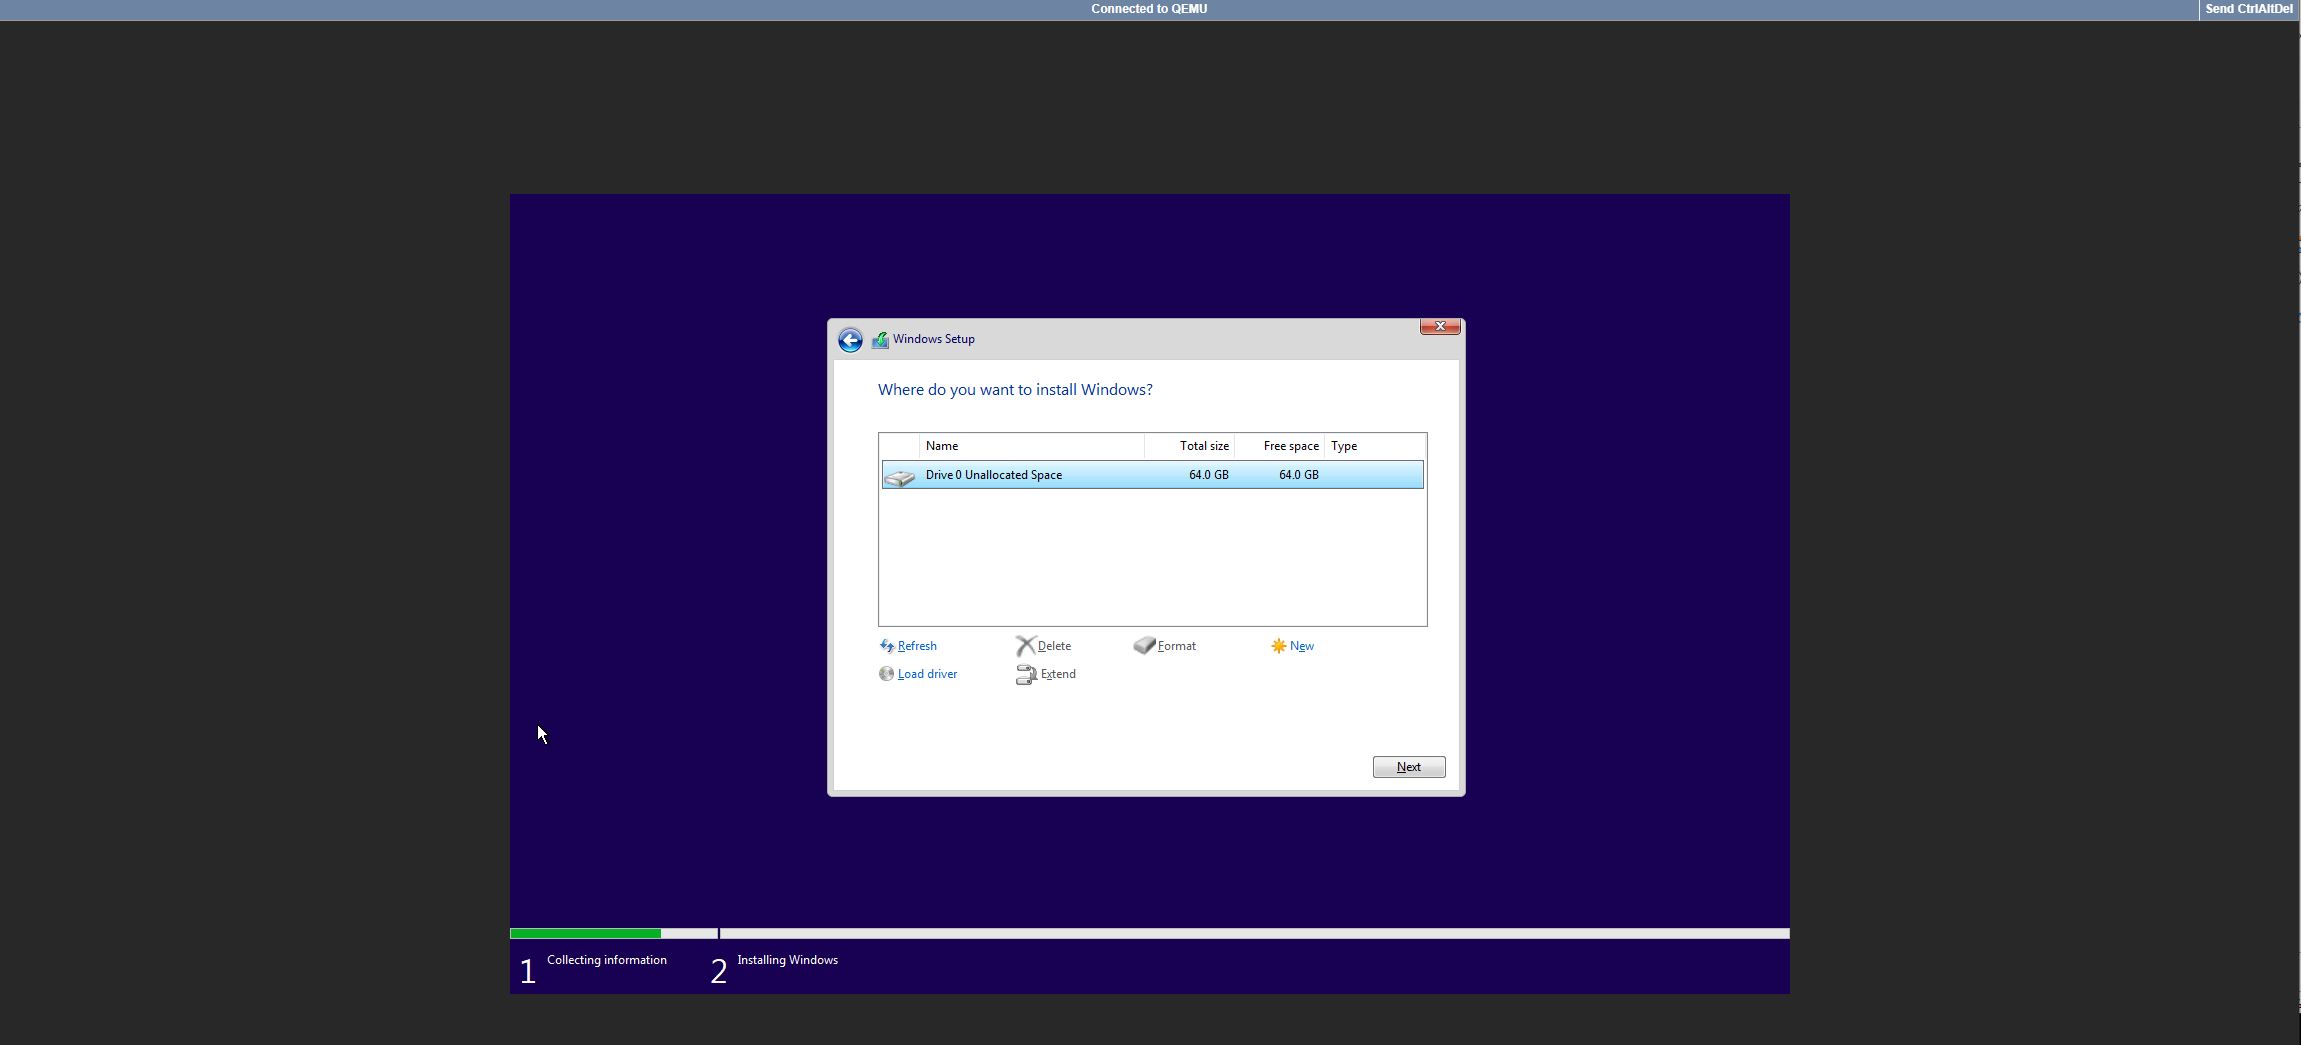 Connected to QEMU
Send CtrlAltDel
Windows Setup
Where do you want to install Windows?
Name Total size Free space Type
Drive 0 Unallocated Space 64.0 GB 64.0 GB
Refresh Delete Format New
Load driver Extend
Next
1 Collecting information 2 Installing Windows